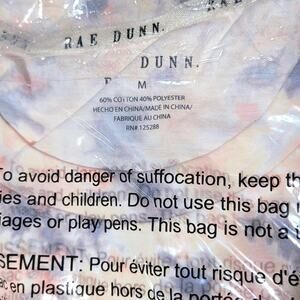 RAE DUNN.
DUNN.
M
60% COTTON 40% POLYESTER
HECHO EN CHINA/MADE IN CHINA/
FABRIQUE AU CHINA
RN# 125288
To avoid danger of suffocation, keep th
ies and children. Do not use this bag
iages or play pens. This bag is not a
SEMENT: Pour éviter tout risque d'é
en plastique hors de la porté